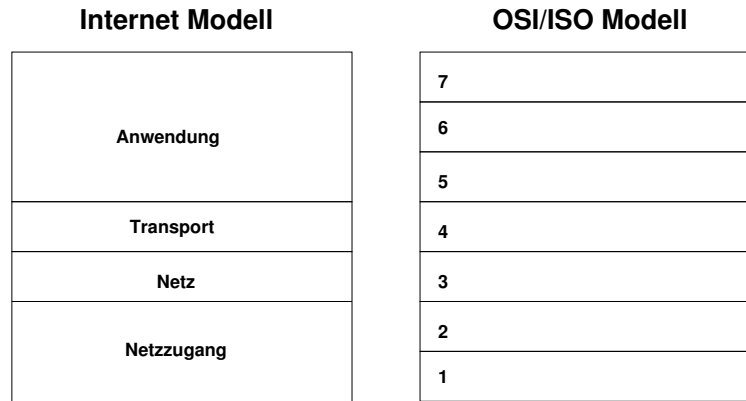 Internet Modell
OSI/ISO Modell
Anwendung
Transport
Netz
Netzzugang
7
6
5
4
3
2
1